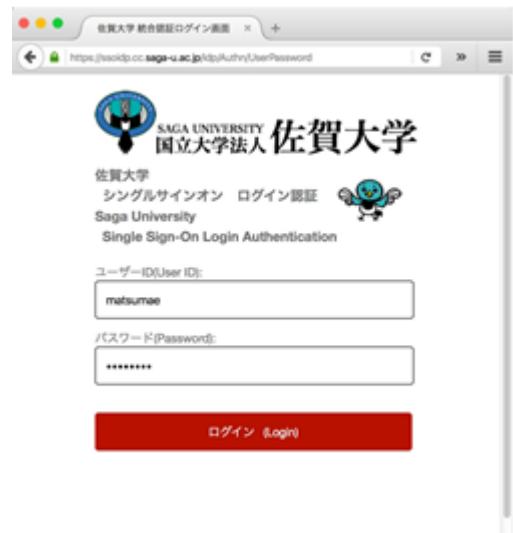 佐賀大学 統合認証ログイン画面 × +
https://ssoidp.cc.saga-u.ac.jp/idp/Authn/UserPassword
SAGA UNIVERSITY
国立大学法人 佐賀大学
佐賀大学
シングルサインオン ログイン認証
Saga University
Single Sign-On Login Authentication
ユーザーID(User ID):
matsumae
パスワード(Password):
••••••••
ログイン (Login)